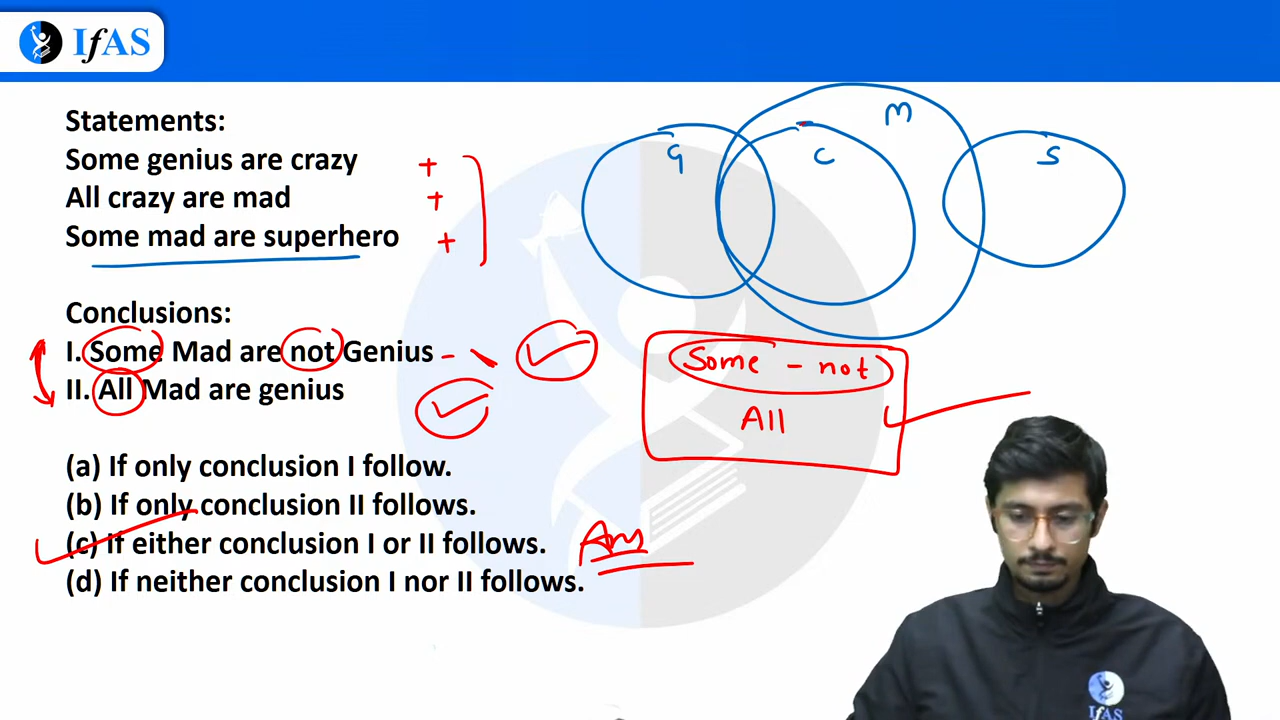 IfAS
Statements:
Some genius are crazy +
All crazy are mad +
Some mad are superhero +
G C M S
Conclusions:
I. Some Mad are not Genius -
II. All Mad are genius
Some - not
All
(a) If only conclusion I follow.
(b) If only conclusion II follows.
(c) If either conclusion I or II follows. Ans
(d) If neither conclusion I nor II follows.
IfAS